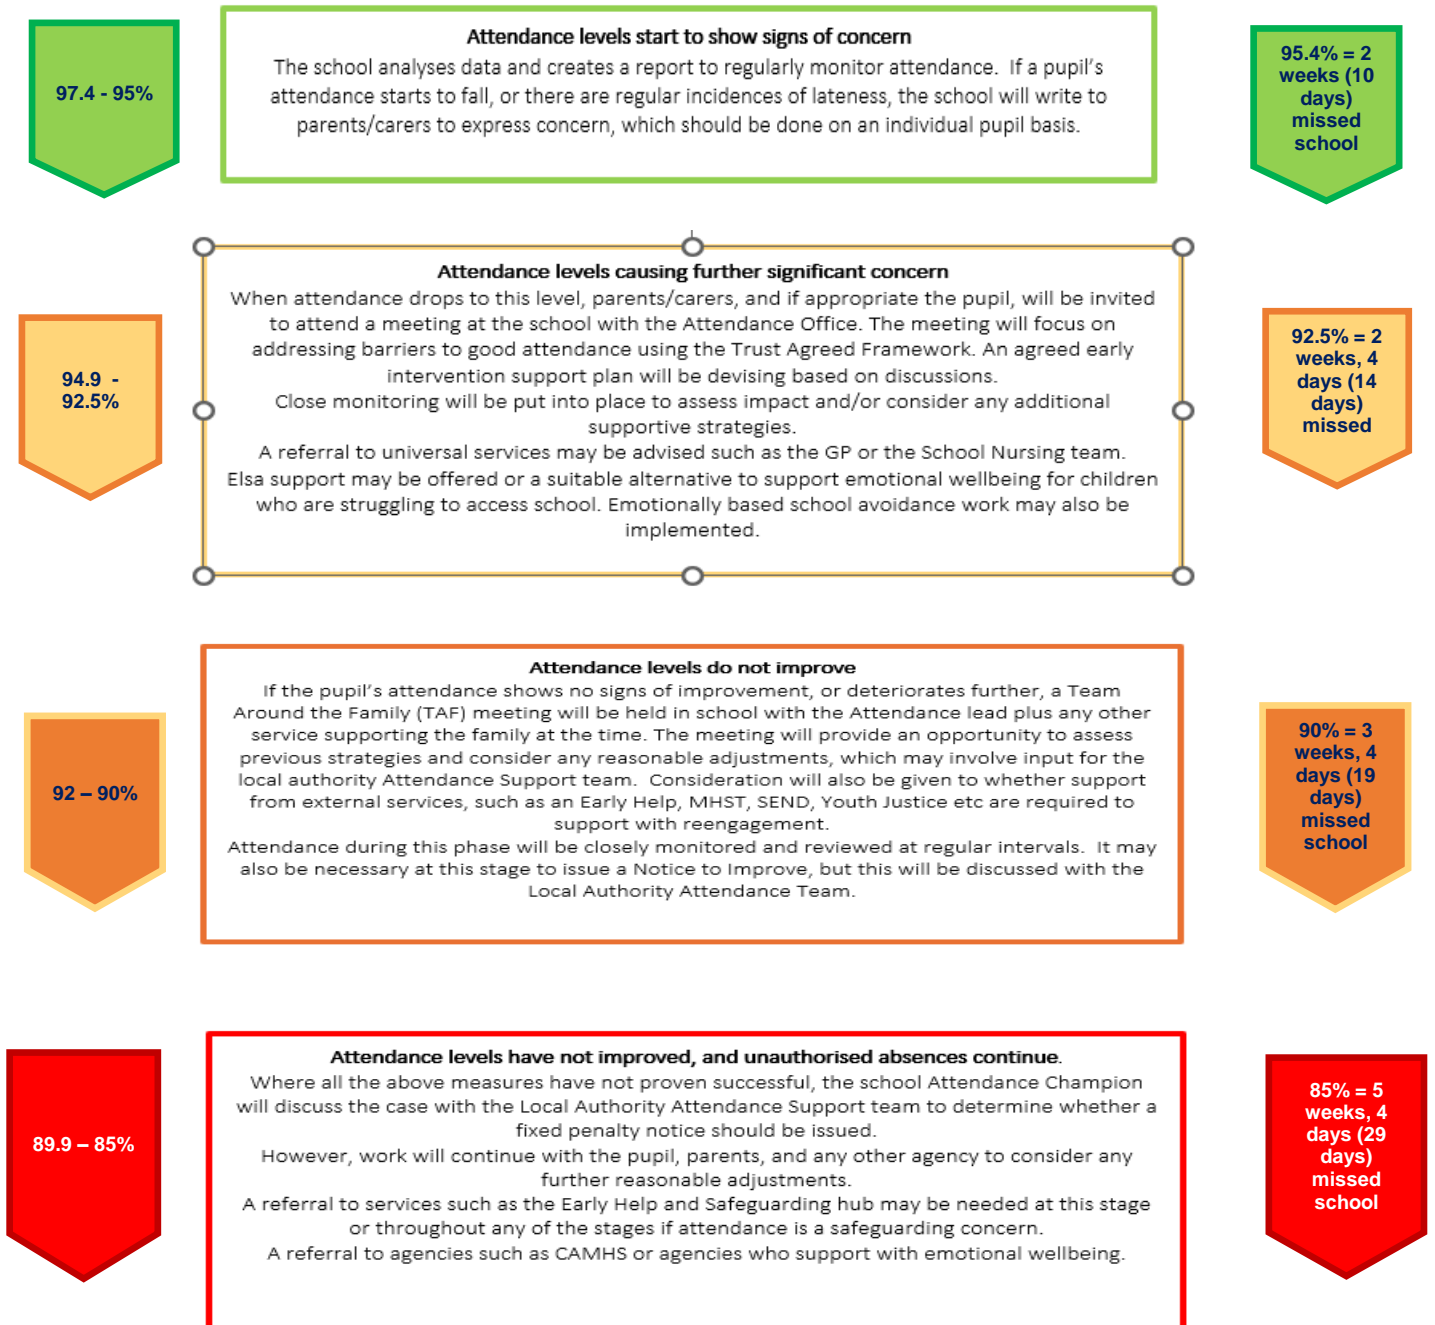 97.4 - 95%
Attendance levels start to show signs of concern
The school analyses data and creates a report to regularly monitor attendance.  If a pupil's
attendance starts to fall, or there are regular incidences of lateness, the school will write to
parents/carers to express concern, which should be done on an individual pupil basis.
95.4% = 2
weeks (10
days)
missed
school
94.9 -
92.5%
Attendance levels causing further significant concern
When attendance drops to this level, parents/carers, and if appropriate the pupil, will be invited
to attend a meeting at the school with the Attendance Office. The meeting will focus on
addressing barriers to good attendance using the Trust Agreed Framework. An agreed early
intervention support plan will be devising based on discussions.
Close monitoring will be put into place to assess impact and/or consider any additional
supportive strategies.
A referral to universal services may be advised such as the GP or the School Nursing team.
Elsa support may be offered or a suitable alternative to support emotional wellbeing for children
who are struggling to access school. Emotionally based school avoidance work may also be
implemented.
92.5% = 2
weeks, 4
days (14
days)
missed
92 – 90%
Attendance levels do not improve
If the pupil's attendance shows no signs of improvement, or deteriorates further, a Team
Around the Family (TAF) meeting will be held in school with the Attendance lead plus any other
service supporting the family at the time. The meeting will provide an opportunity to assess
previous strategies and consider any reasonable adjustments, which may involve input for the
local authority Attendance Support team.  Consideration will also be given to whether support
from external services, such as an Early Help, MHST, SEND, Youth Justice etc are required to
support with reengagement.
Attendance during this phase will be closely monitored and reviewed at regular intervals.  It may
also be necessary at this stage to issue a Notice to Improve, but this will be discussed with the
Local Authority Attendance Team.
90% = 3
weeks, 4
days (19
days)
missed
school
89.9 – 85%
Attendance levels have not improved, and unauthorised absences continue.
Where all the above measures have not proven successful, the school Attendance Champion
will discuss the case with the Local Authority Attendance Support team to determine whether a
fixed penalty notice should be issued.
However, work will continue with the pupil, parents, and any other agency to consider any
further reasonable adjustments.
A referral to services such as the Early Help and Safeguarding hub may be needed at this stage
or throughout any of the stages if attendance is a safeguarding concern.
A referral to agencies such as CAMHS or agencies who support with emotional wellbeing.
85% = 5
weeks, 4
days (29
days)
missed
school